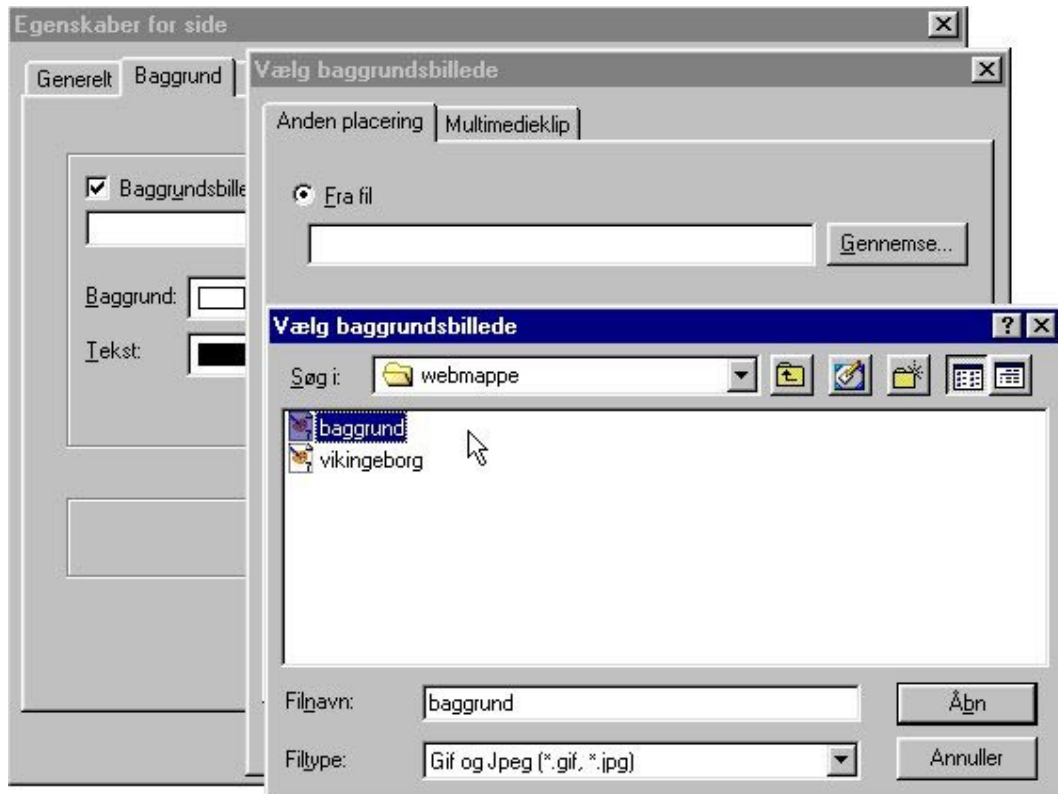 Egenskaber for side
Generelt
Baggrund
Baggrundsbille
Baggrund:
Tekst:
Vælg baggrundsbillede
Anden placering
Multimedieklip
Fra fil
Gennemse...
Vælg baggrundsbillede
Søg i:
webmappe
baggrund
vikingeborg
Filnavn:
baggrund
Åbn
Filtype:
Gif og Jpeg (*.gif, *.jpg)
Annuller